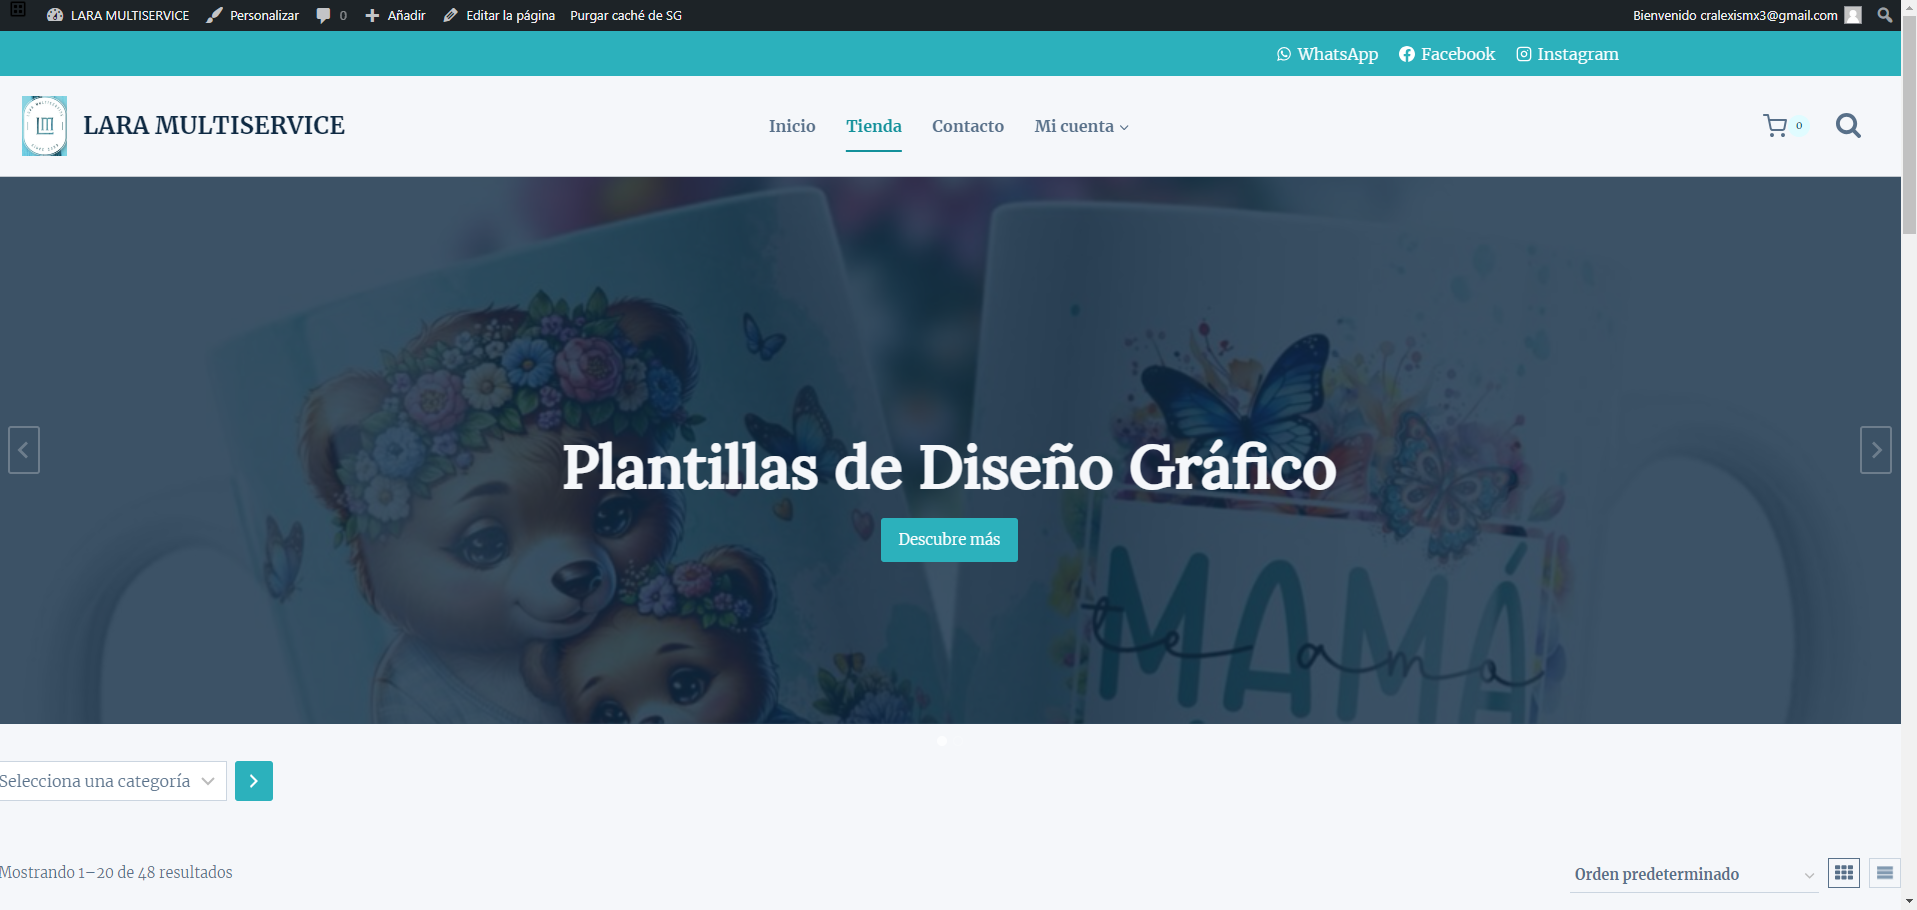 LARA MULTISERVICE Personalizar 0 Añadir Editar la página Purgar caché de SG Bienvenido cralexismx3@gmail.com
WhatsApp Facebook Instagram
LARA MULTISERVICE Inicio Tienda Contacto Mi cuenta 0
Plantillas de Diseño Gráfico
Descubre más
MAMÁ
te ama
Selecciona una categoría
Mostrando 1–20 de 48 resultados Orden predeterminado